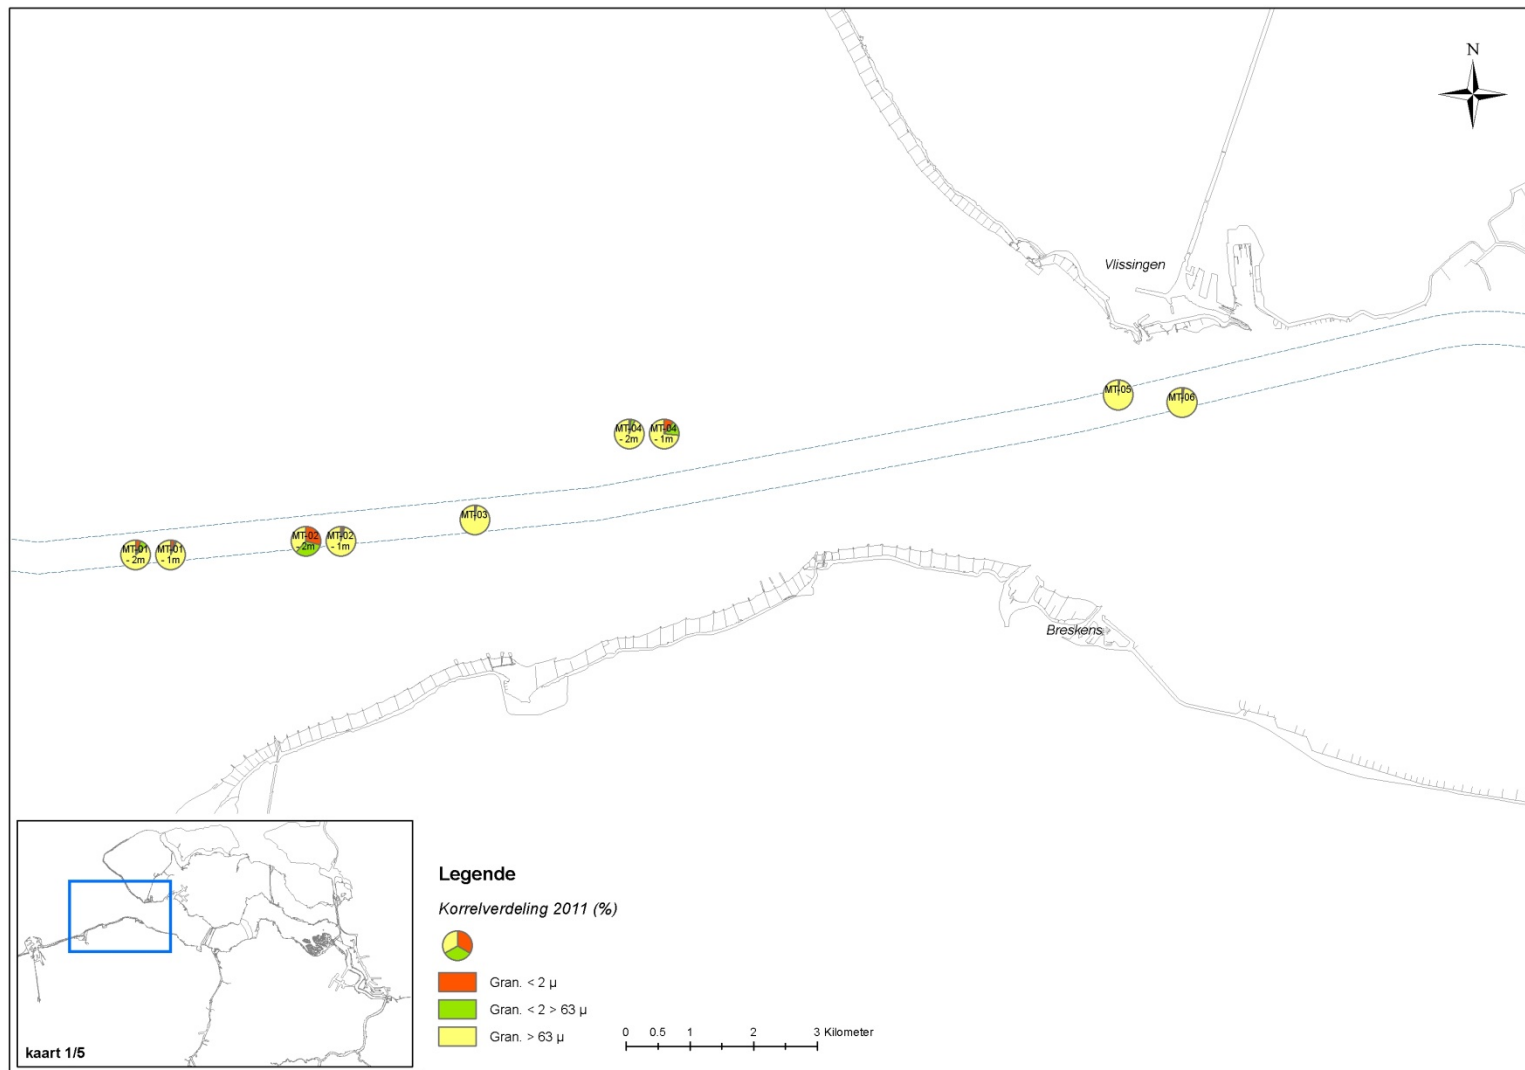 N
Vlissingen
MT-05
MT-06
MT-04
- 2m
MT-04
- 1m
MT-03
MT-02
- 2m
MT-02
- 1m
MT-01
- 2m
MT-01
- 1m
Breskens
Legende
Korrelverdeling 2011 (%)
Gran. < 2 µ
Gran. < 2 > 63 µ
Gran. > 63 µ
0 0.5 1 2 3 Kilometer
kaart 1/5